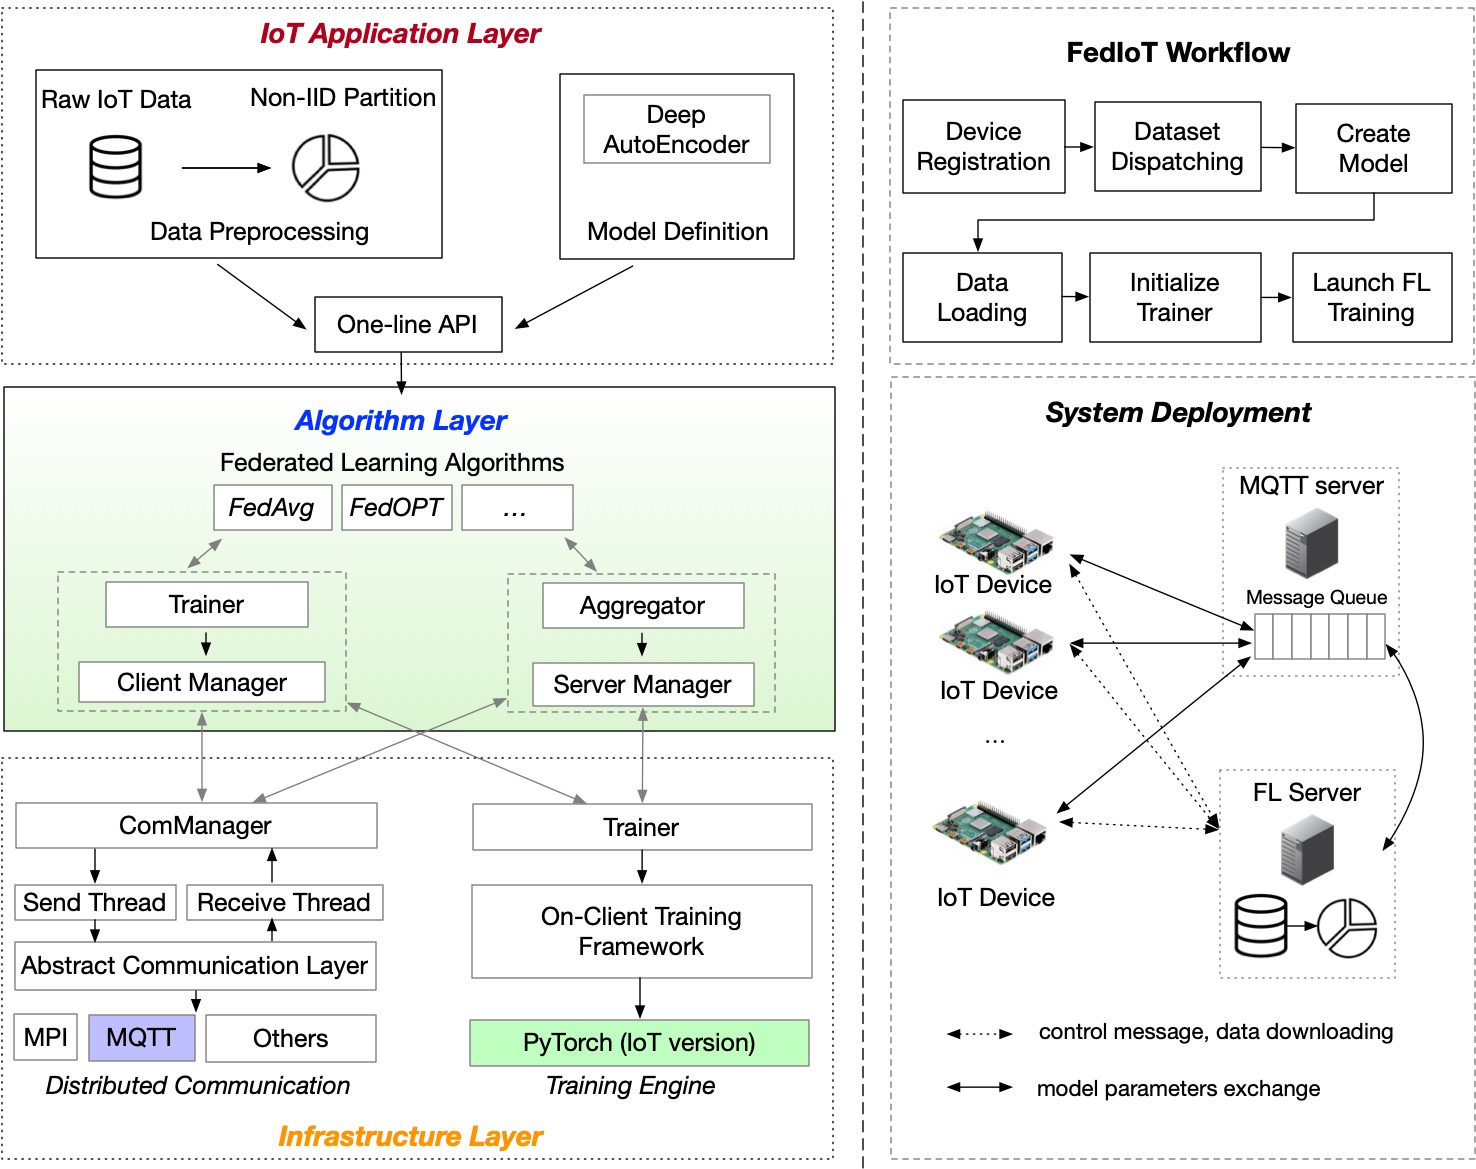 IoT Application Layer
Raw IoT Data
Non-IID Partition
Data Preprocessing
Deep
AutoEncoder
Model Definition
One-line API
Algorithm Layer
Federated Learning Algorithms
FedAvg
FedOPT
...
Trainer
Client Manager
Aggregator
Server Manager
ComManager
Send Thread
Receive Thread
Abstract Communication Layer
MPI
MQTT
Others
Distributed Communication
Trainer
On-Client Training
Framework
PyTorch (IoT version)
Training Engine
Infrastructure Layer
FedIoT Workflow
Device
Registration
Dataset
Dispatching
Create
Model
Data
Loading
Initialize
Trainer
Launch FL
Training
System Deployment
MQTT server
Message Queue
IoT Device
IoT Device
...
IoT Device
FL Server
control message, data downloading
model parameters exchange